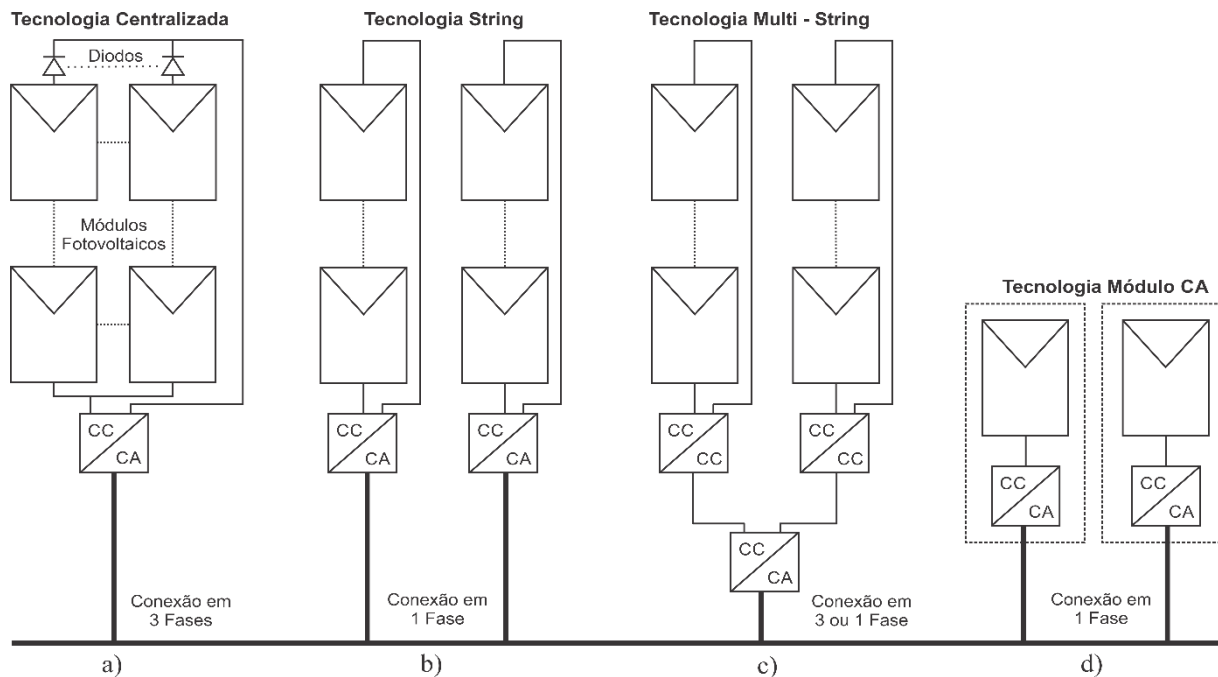 Tecnologia Centralizada
Diodos
Módulos
Fotovoltaicos
CC
CA
Conexão em
3 Fases
a)
Tecnologia String
CC
CA
CC
CA
Conexão em
1 Fase
b)
Tecnologia Multi - String
CC
CC
CC
CC
CC
CA
Conexão em
3 ou 1 Fase
c)
Tecnologia Módulo CA
CC
CA
CC
CA
Conexão em
1 Fase
d)